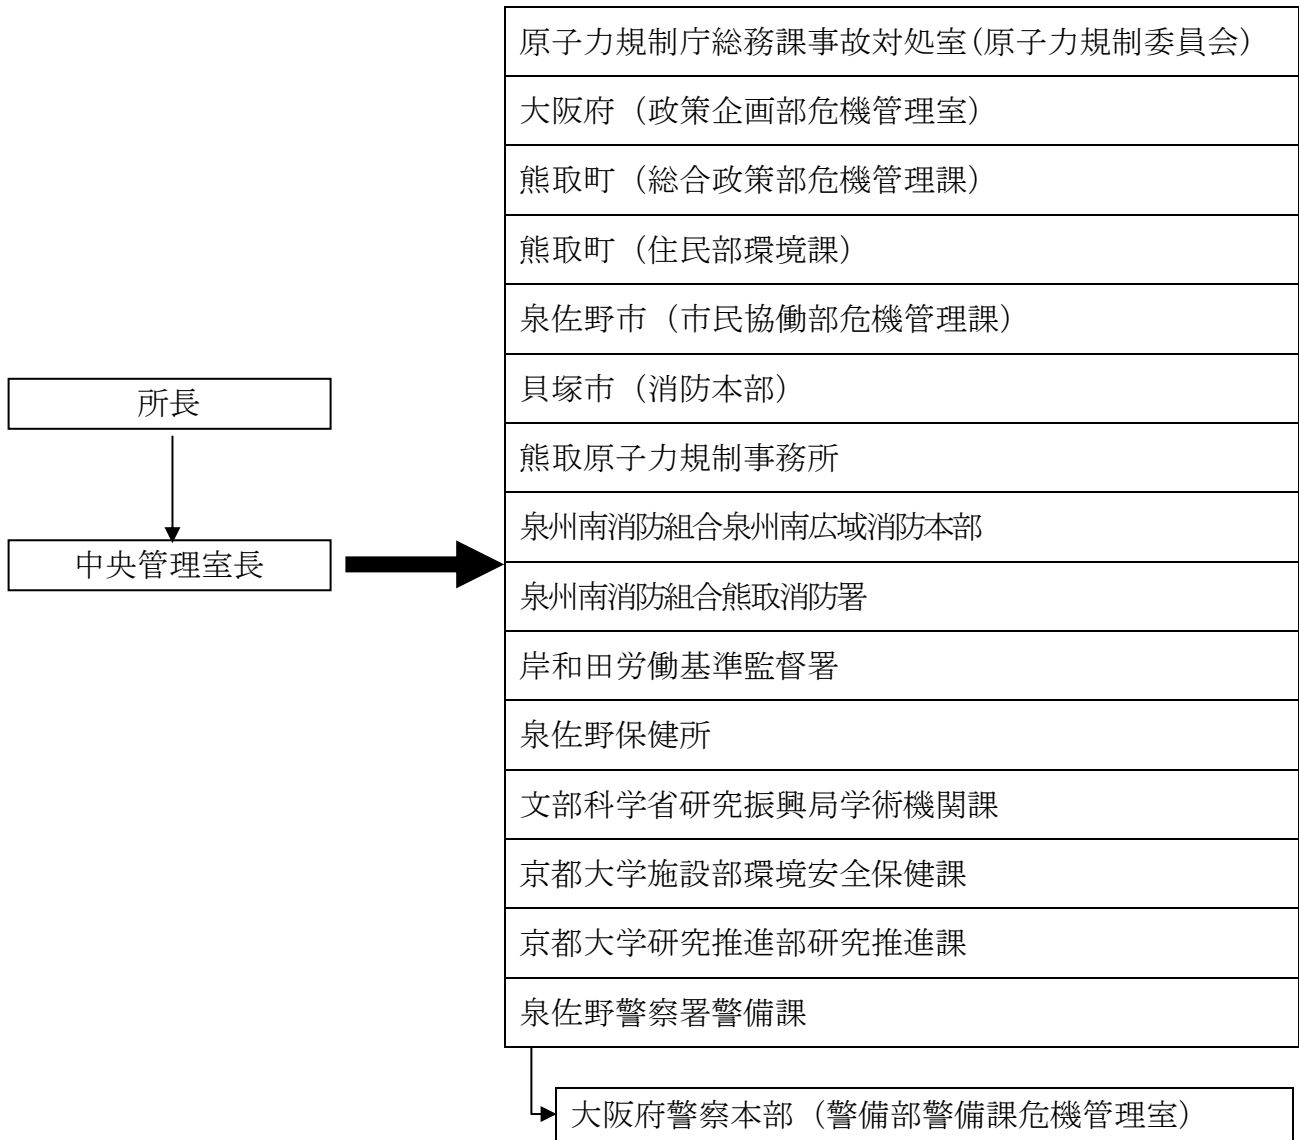 所長
中央管理室長
原子力規制庁総務課事故対処室(原子力規制委員会)
大阪府（政策企画部危機管理室）
熊取町（総合政策部危機管理課）
熊取町（住民部環境課）
泉佐野市（市民協働部危機管理課）
貝塚市（消防本部）
熊取原子力規制事務所
泉州南消防組合泉州南広域消防本部
泉州南消防組合熊取消防署
岸和田労働基準監督署
泉佐野保健所
文部科学省研究振興局学術機関課
京都大学施設部環境安全保健課
京都大学研究推進部研究推進課
泉佐野警察署警備課
大阪府警察本部（警備部警備課危機管理室）